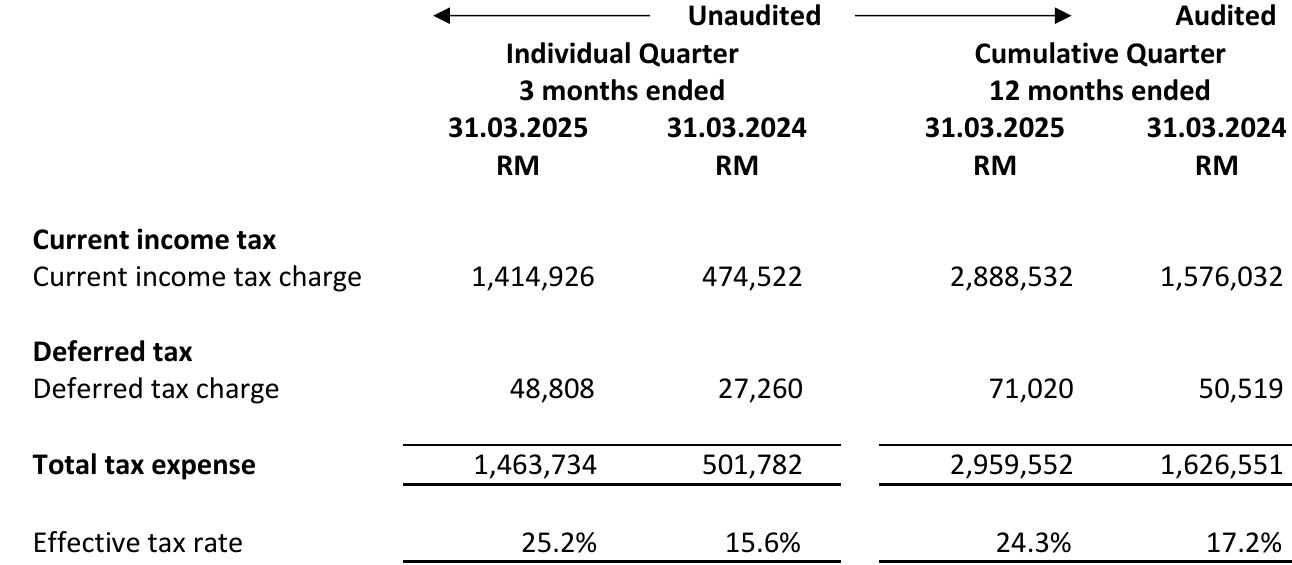 Unaudited Audited
Individual Quarter Cumulative Quarter
3 months ended 12 months ended
31.03.2025 31.03.2024 31.03.2025 31.03.2024
RM RM RM RM
Current income tax
Current income tax charge 1,414,926 474,522 2,888,532 1,576,032
Deferred tax
Deferred tax charge 48,808 27,260 71,020 50,519
Total tax expense 1,463,734 501,782 2,959,552 1,626,551
Effective tax rate 25.2% 15.6% 24.3% 17.2%